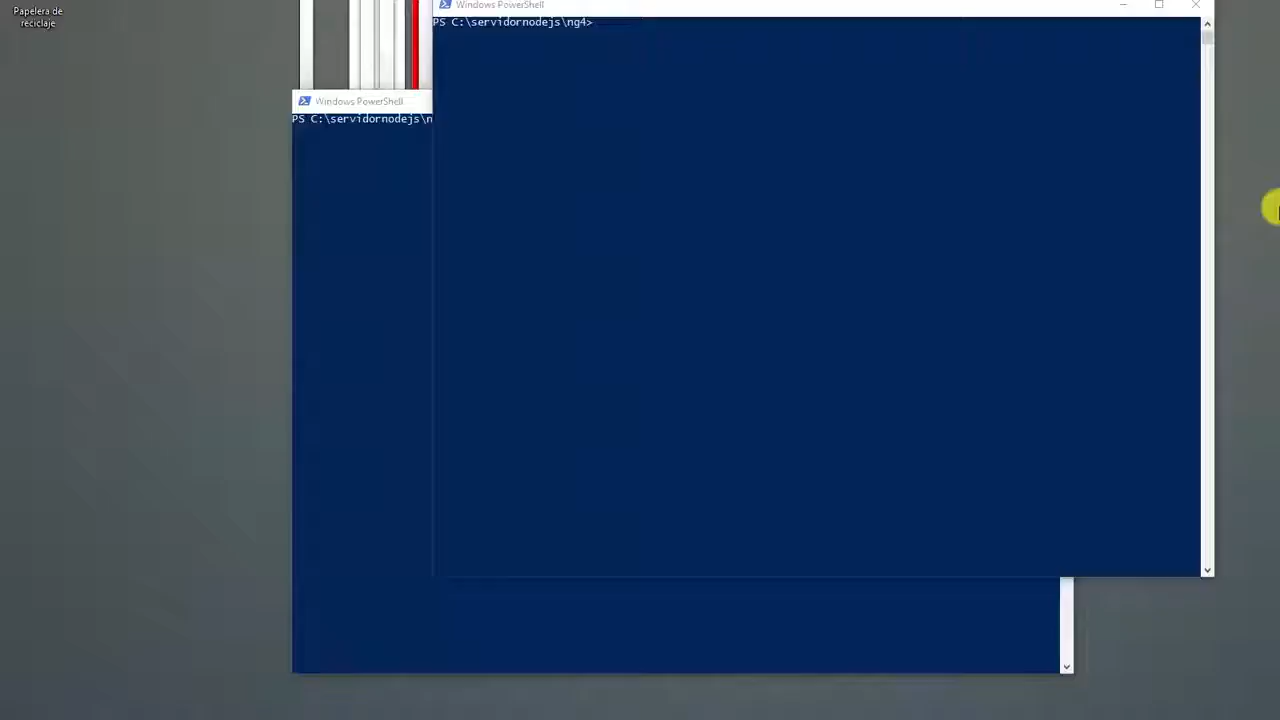 Papelera de
reciclaje
Windows PowerShell
PS C:\servidornodejs\ng4>
Windows PowerShell
PS C:\servidornodejs\n